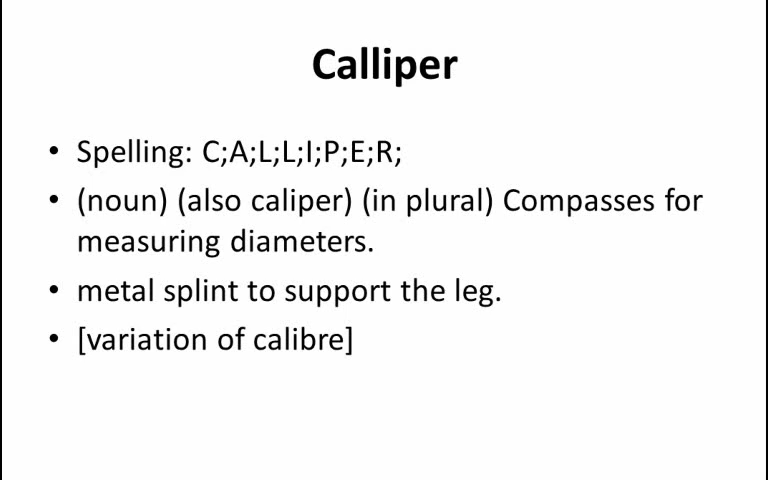 Calliper
• Spelling: C;A;L;L;I;P;E;R;
• (noun) (also caliper) (in plural) Compasses for
measuring diameters.
• metal splint to support the leg.
• [variation of calibre]